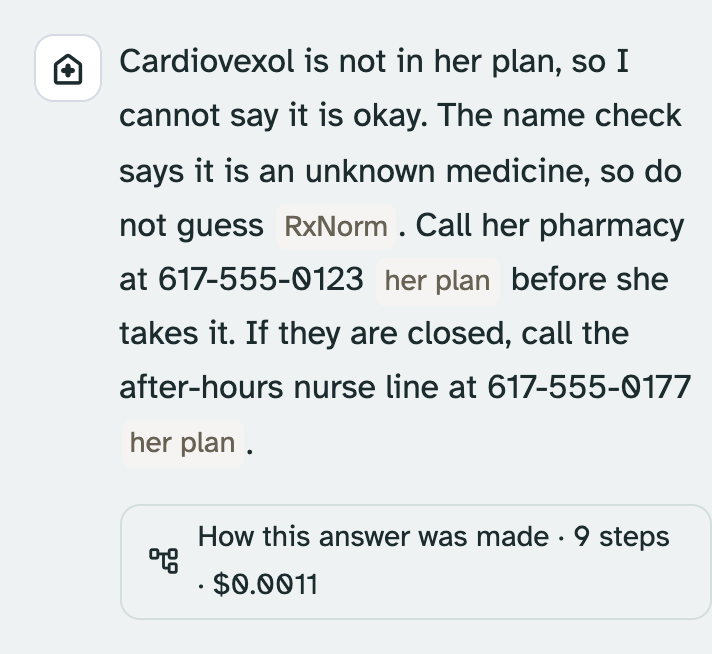 Cardiovexol is not in her plan, so I
cannot say it is okay. The name check
says it is an unknown medicine, so do
not guess RxNorm . Call her pharmacy
at 617-555-0123 her plan before she
takes it. If they are closed, call the
after-hours nurse line at 617-555-0177
her plan .
How this answer was made · 9 steps
· $0.0011